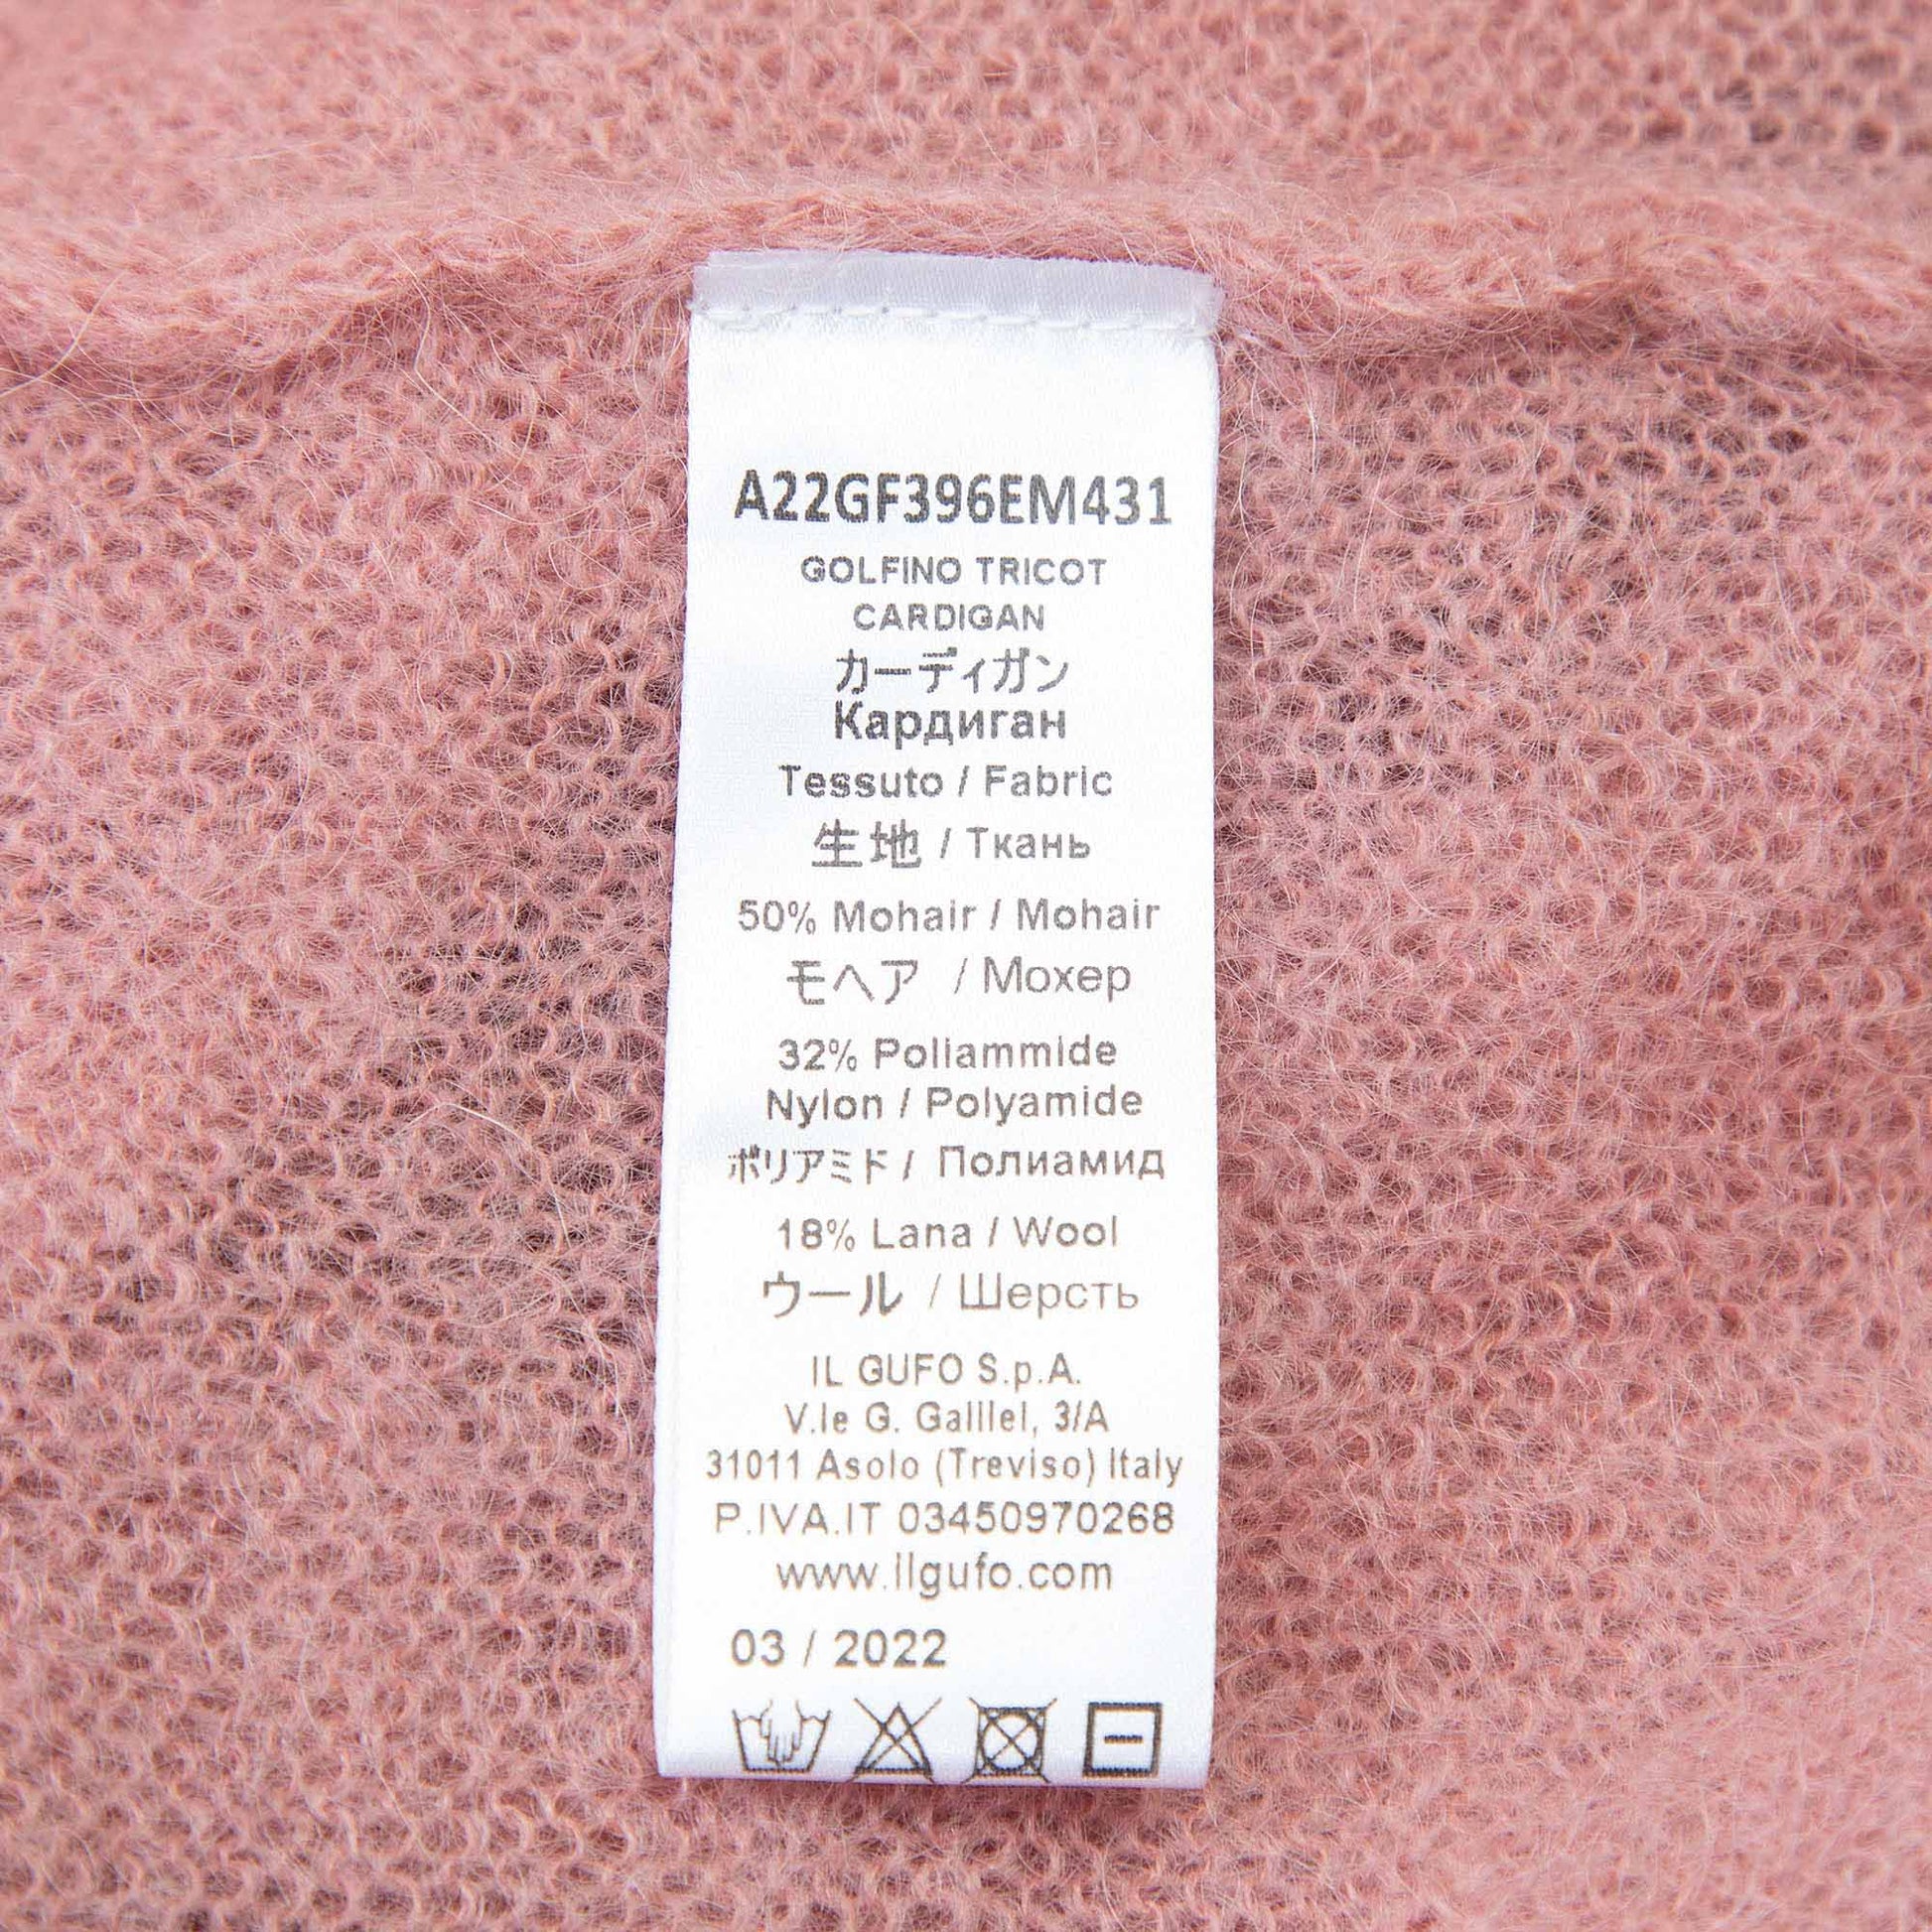 A22GF396EM431
GOLFINO TRICOT
CARDIGAN
カーディガン
Кардиган
Tessuto / Fabric
生地 / Ткань
50% Mohair / Mohair
モヘア / Мохер
32% Poliammide
Nylon / Polyamide
ポリアミド / Полиамид
18% Lana / Wool
ウール / Шерсть
IL GUFO S.p.A.
V.le G. Galilei, 3/A
31011 Asolo (Treviso) Italy
P.IVA.IT 03450970268
www.ilgufo.com
03 / 2022